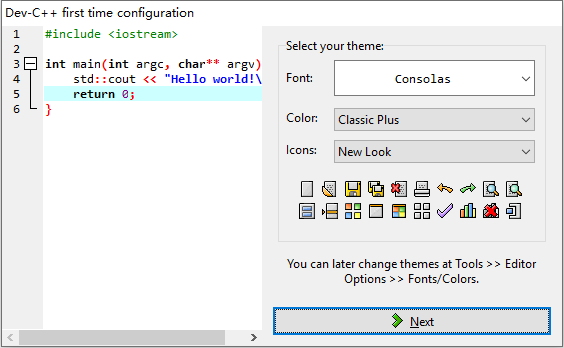 Dev-C++ first time configuration
1 #include <iostream>
2
3 int main(int argc, char** argv)
4 std::cout << "Hello world!\
5 return 0;
6 }
Select your theme:
Font: Consolas
Color: Classic Plus
Icons: New Look
You can later change themes at Tools >> Editor
Options >> Fonts/Colors.
Next